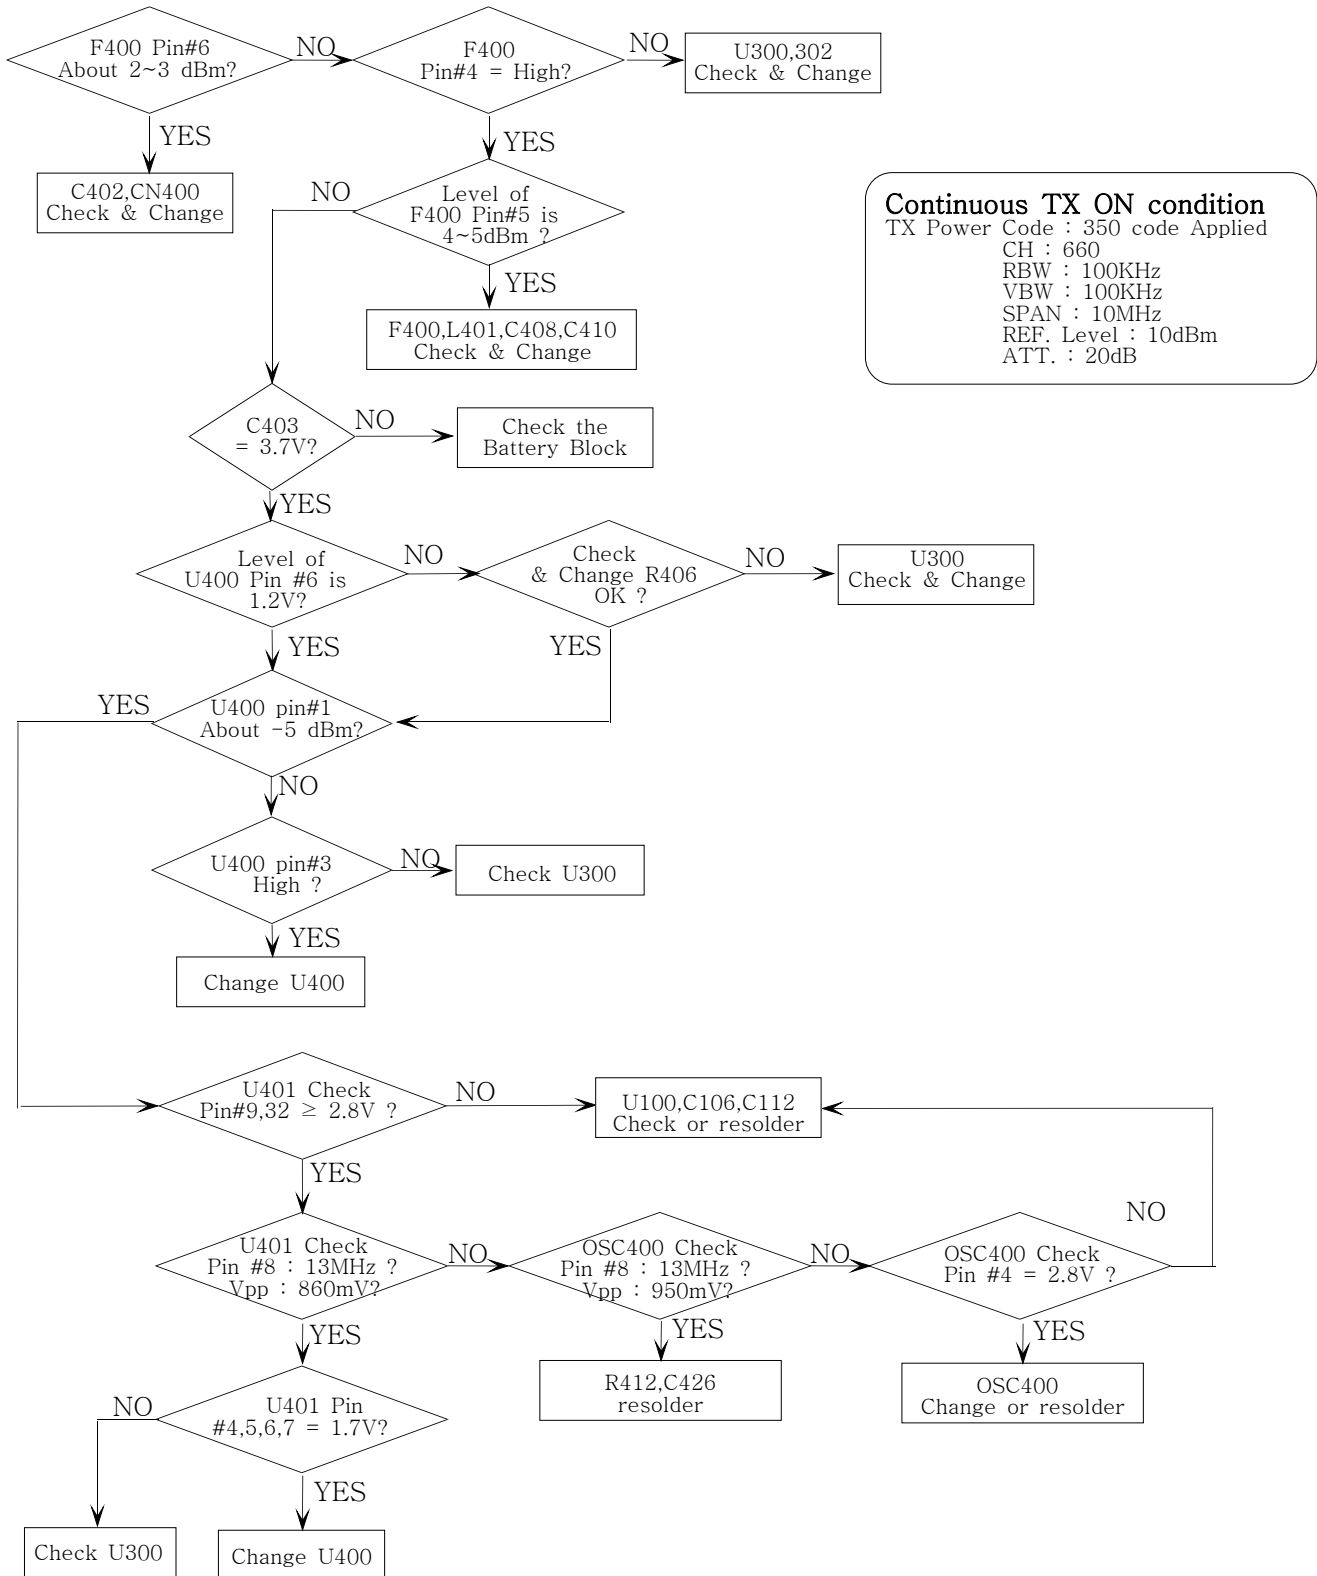 F400 Pin#6
About 2~3 dBm?
NO
F400
Pin#4 = High?
NO
U300,302
Check & Change
YES
C402,CN400
Check & Change
YES
NO
Level of
F400 Pin#5 is
4~5dBm ?
YES
F400,L401,C408,C410
Check & Change
Continuous TX ON condition
TX Power Code : 350 code Applied
CH : 660
RBW : 100KHz
VBW : 100KHz
SPAN : 10MHz
REF. Level : 10dBm
ATT. : 20dB
C403
= 3.7V?
NO
Check the
Battery Block
YES
Level of
U400 Pin #6 is
1.2V?
NO
Check
& Change R406
OK ?
NO
U300
Check & Change
YES
YES
YES
U400 pin#1
About -5 dBm?
NO
U400 pin#3
High ?
NO
Check U300
YES
Change U400
U401 Check
Pin#9,32 ≥ 2.8V ?
NO
U100,C106,C112
Check or resolder
YES
NO
U401 Check
Pin #8 : 13MHz ?
Vpp : 860mV?
NO
OSC400 Check
Pin #8 : 13MHz ?
Vpp : 950mV?
NO
OSC400 Check
Pin #4 = 2.8V ?
YES
YES
YES
R412,C426
resolder
OSC400
Change or resolder
NO
U401 Pin
#4,5,6,7 = 1.7V?
YES
Check U300
Change U400